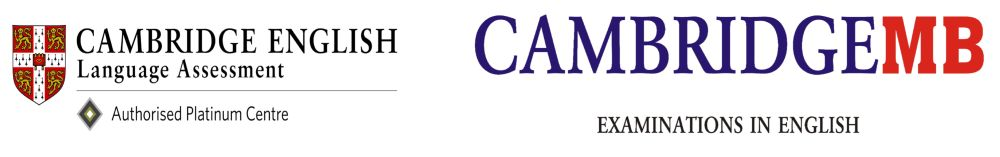 CAMBRIDGE ENGLISH
Language Assessment
Authorised Platinum Centre
CAMBRIDGEMB
EXAMINATIONS IN ENGLISH